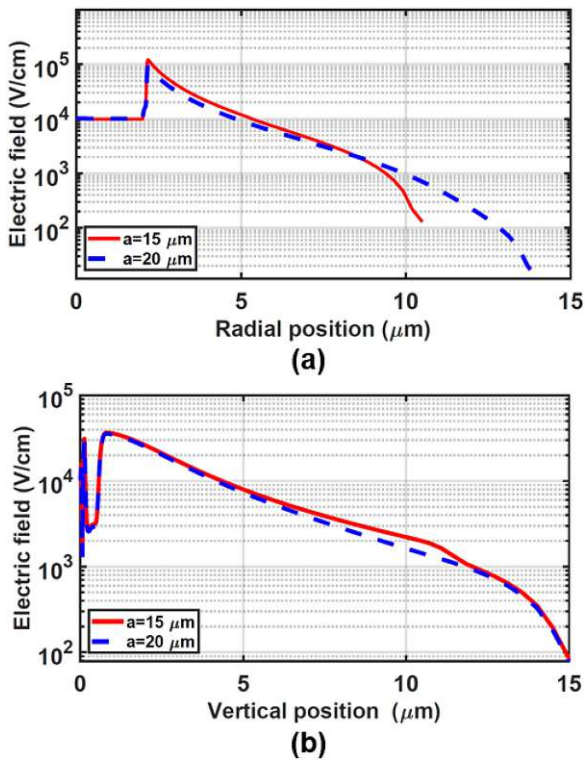 10^5
10^4
10^3
10^2
Electric field (V/cm)
a=15 μm
a=20 μm
0 5 10 15
Radial position (μm)
(a)
10^5
10^4
10^3
10^2
Electric field (V/cm)
a=15 μm
a=20 μm
0 5 10 15
Vertical position (μm)
(b)